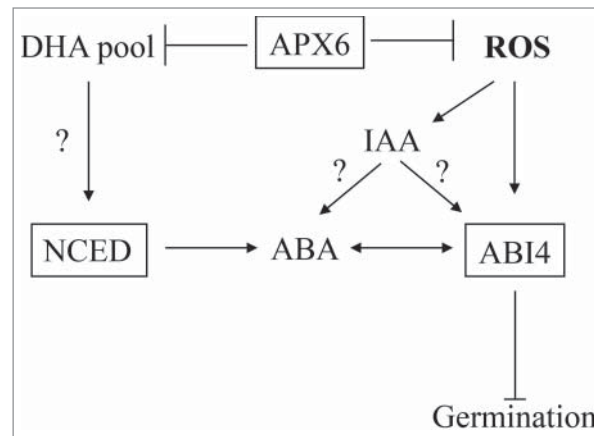 DHA pool APX6 ROS
? IAA
? ?
NCED ABA ABI4
Germination